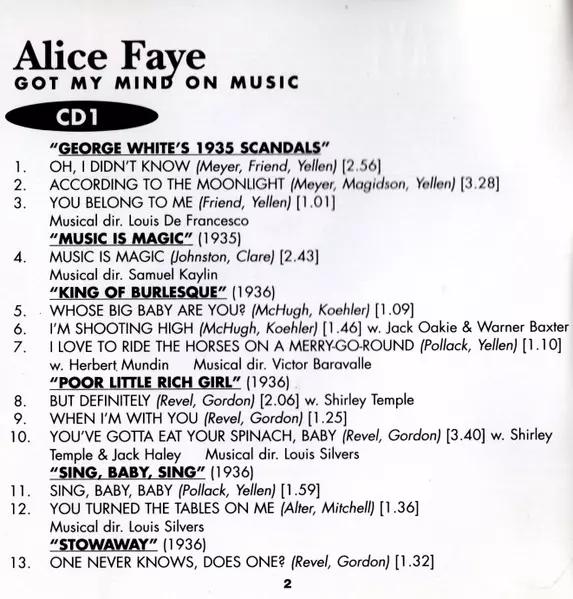 Alice Faye
GOT MY MIND ON MUSIC
CD1
"GEORGE WHITE'S 1935 SCANDALS"
1. OH, I DIDN'T KNOW (Meyer, Friend, Yellen) [2.56]
2. ACCORDING TO THE MOONLIGHT (Meyer, Magidson, Yellen) [3.28]
3. YOU BELONG TO ME (Friend, Yellen) [1.01]
Musical dir. Louis De Francesco
"MUSIC IS MAGIC" (1935)
4. MUSIC IS MAGIC (Johnston, Clare) [2.43]
Musical dir. Samuel Kaylin
"KING OF BURLESQUE" (1936)
5. WHOSE BIG BABY ARE YOU? (McHugh, Koehler) [1.09]
6. I'M SHOOTING HIGH (McHugh, Koehler) [1.46] w. Jack Oakie & Warner Baxter
7. I LOVE TO RIDE THE HORSES ON A MERRY-GO-ROUND (Pollack, Yellen) [1.10]
w. Herbert Mundin Musical dir. Victor Baravalle
"POOR LITTLE RICH GIRL" (1936)
8. BUT DEFINITELY (Revel, Gordon) [2.06] w. Shirley Temple
9. WHEN I'M WITH YOU (Revel, Gordon) [1.25]
10. YOU'VE GOTTA EAT YOUR SPINACH, BABY (Revel, Gordon) [3.40] w. Shirley
Temple & Jack Haley Musical dir. Louis Silvers
"SING, BABY, SING" (1936)
11. SING, BABY, BABY (Pollack, Yellen) [1.59]
12. YOU TURNED THE TABLES ON ME (Alter, Mitchell) [1.36]
Musical dir. Louis Silvers
"STOWAWAY" (1936)
13. ONE NEVER KNOWS, DOES ONE? (Revel, Gordon) [1.32]
2